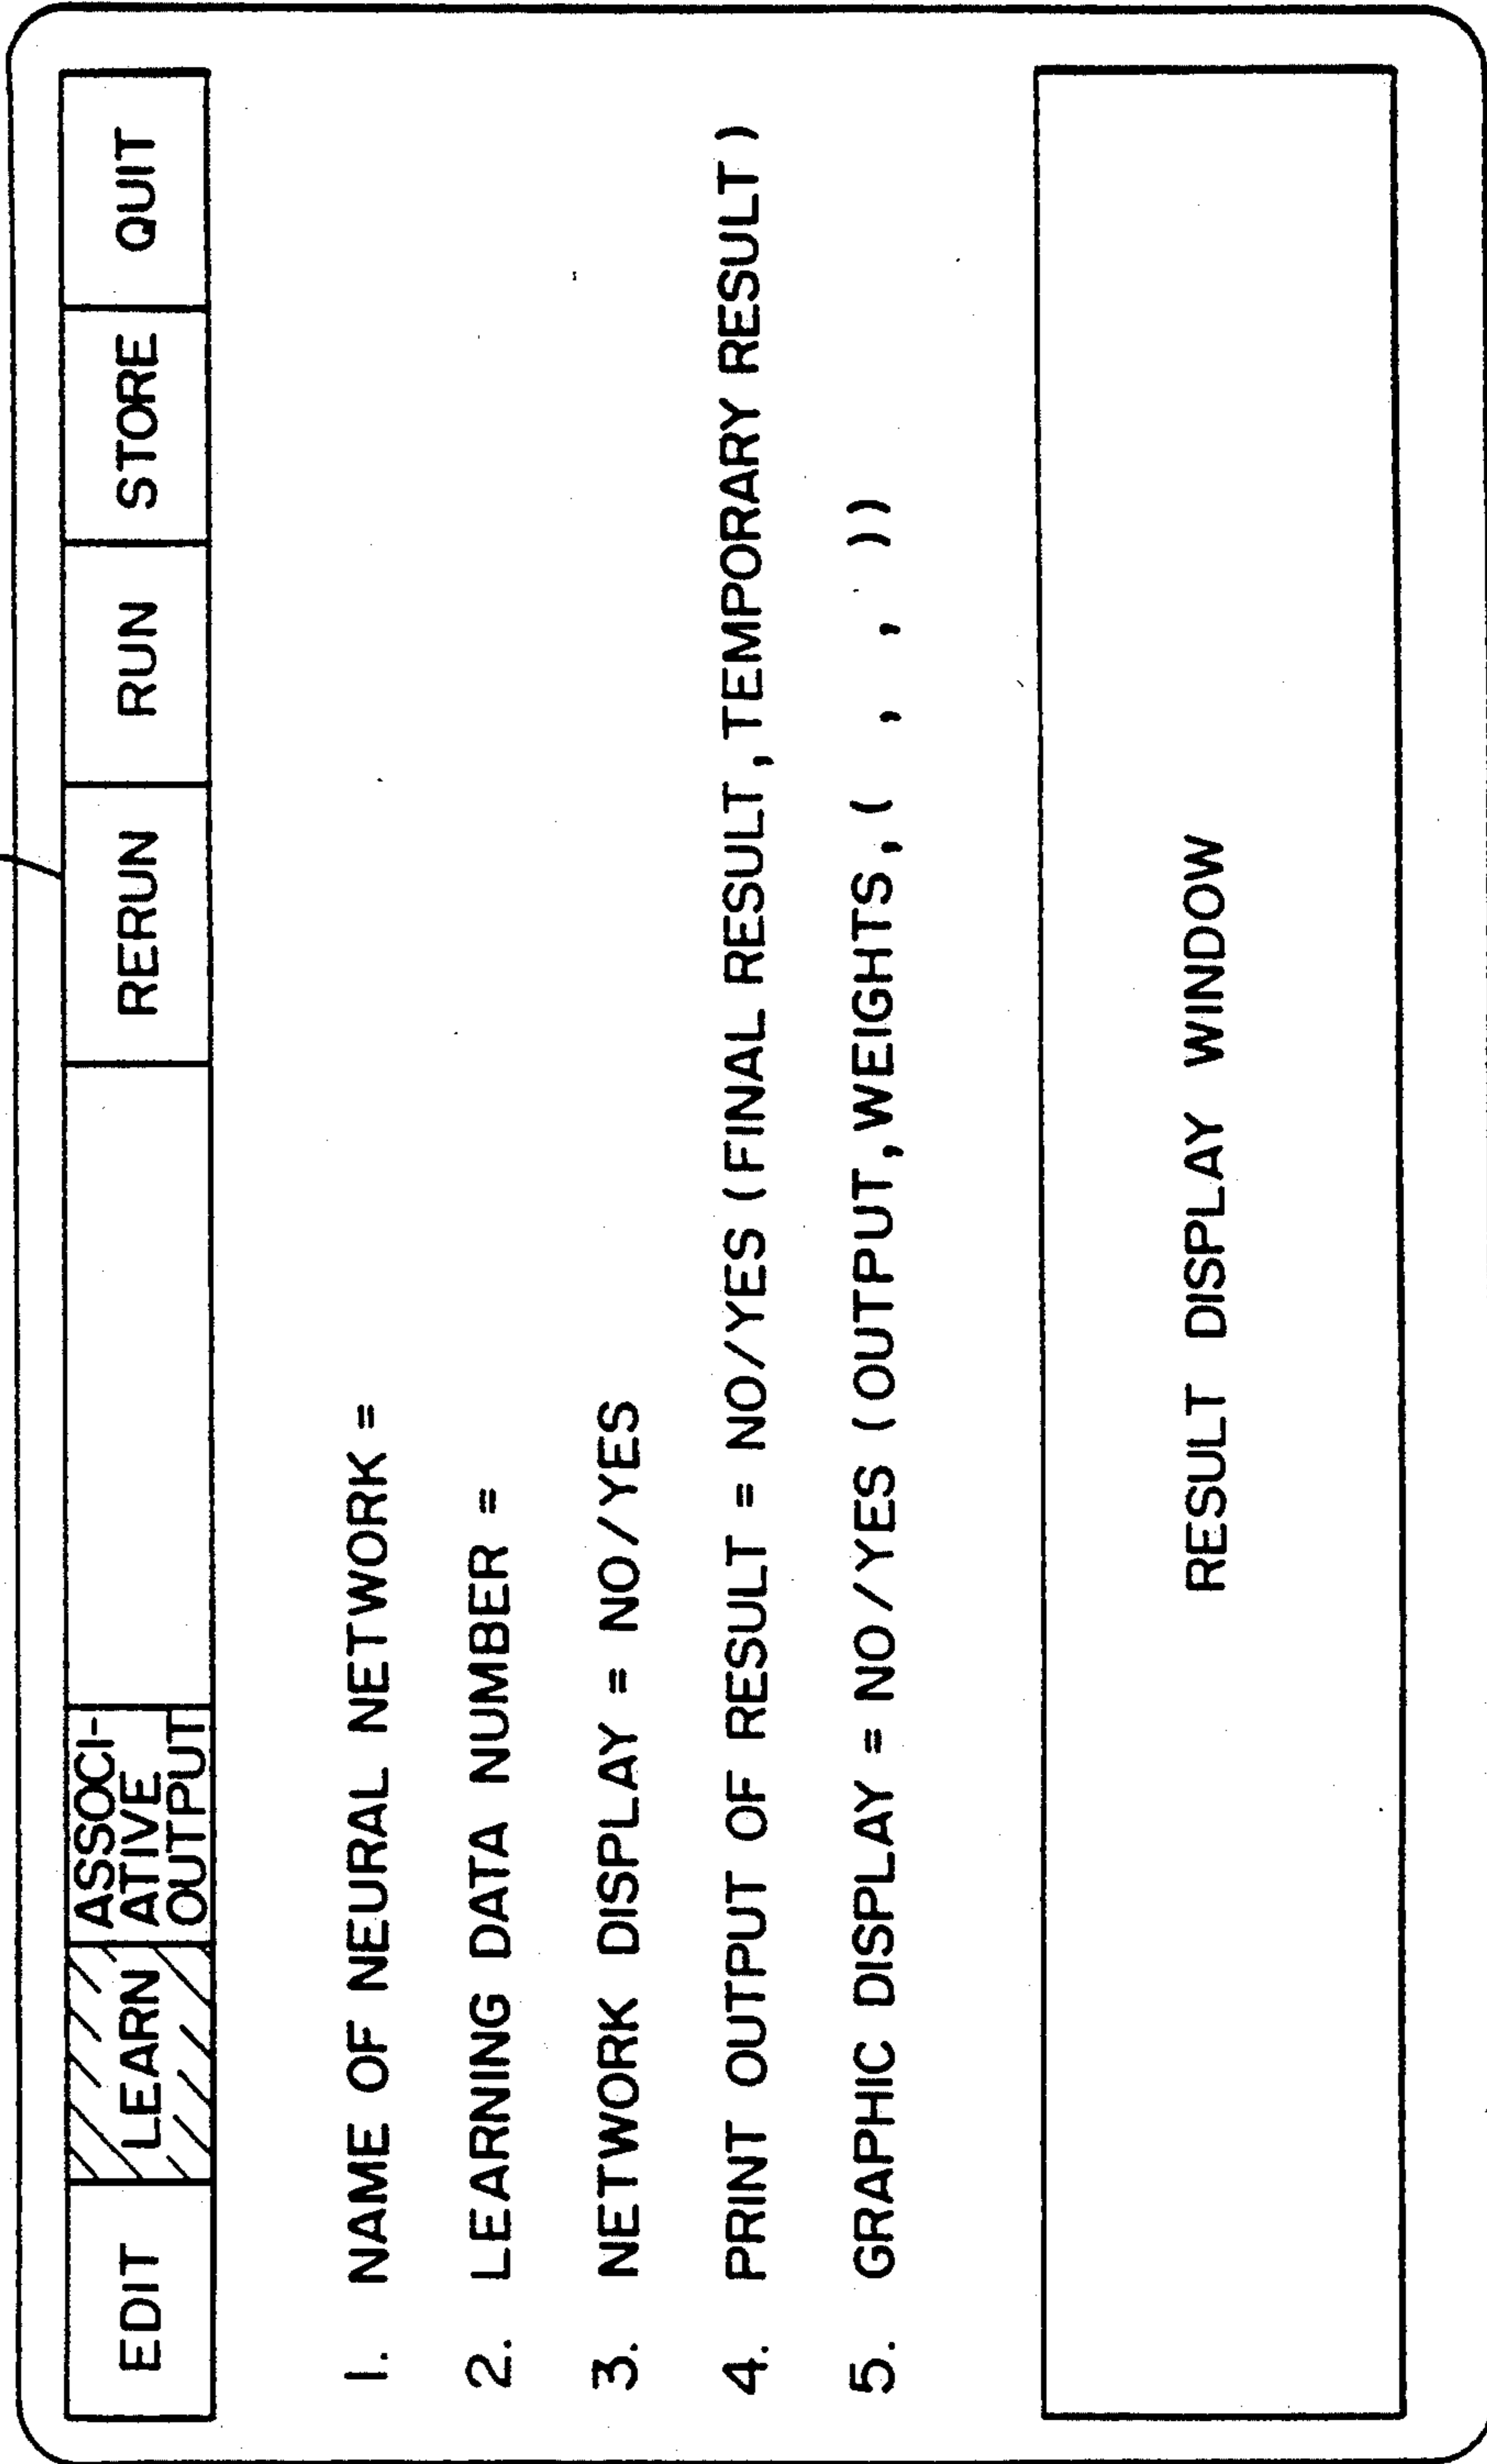 EDIT
LEARN
ASSOCI-
ATIVE
OUTPUT
RERUN
RUN
STORE
QUIT
1. NAME OF NEURAL NETWORK =
2. LEARNING DATA NUMBER =
3. NETWORK DISPLAY = NO/YES
4. PRINT OUTPUT OF RESULT = NO/YES (FINAL RESULT, TEMPORARY RESULT)
5. GRAPHIC DISPLAY = NO/YES (OUTPUT, WEIGHTS, ( , , ))
RESULT DISPLAY WINDOW